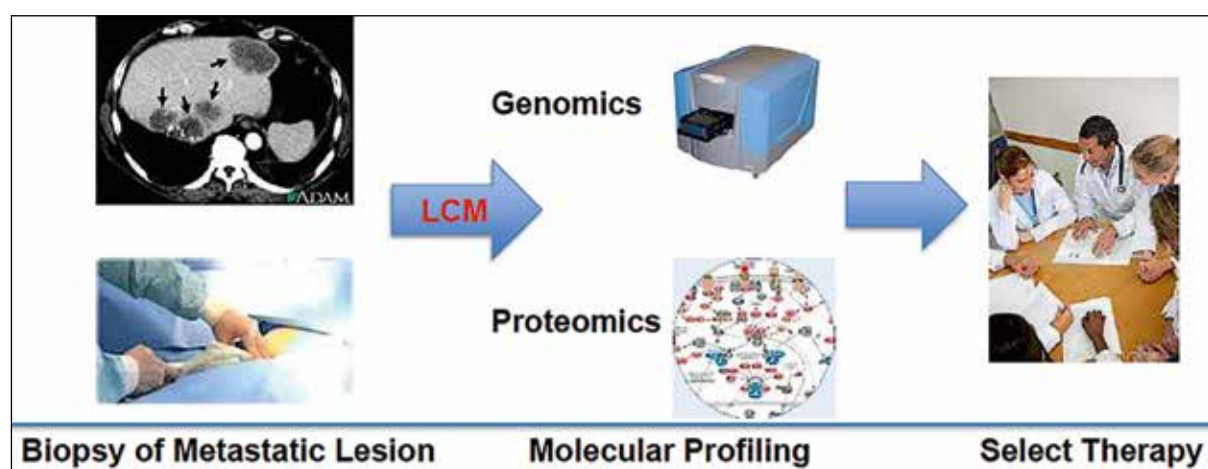 ADAM
Genomics
LCM
Proteomics
Biopsy of Metastatic Lesion
Molecular Profiling
Select Therapy